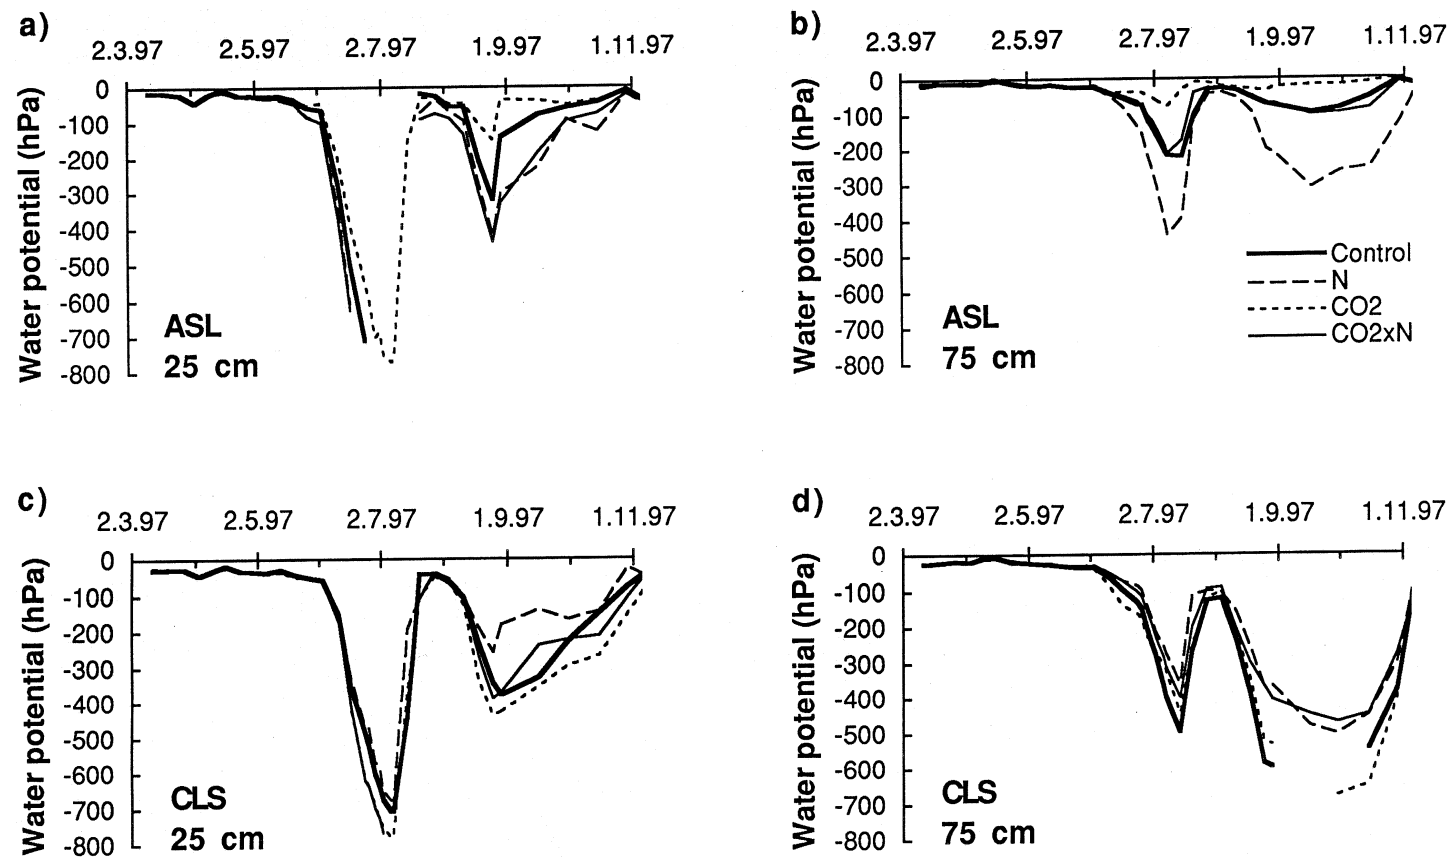 a)
2.3.97 2.5.97 2.7.97 1.9.97 1.11.97
Water potential (hPa)
0
-100
-200
-300
-400
-500
-600
-700
-800
ASL
25 cm
b)
2.3.97 2.5.97 2.7.97 1.9.97 1.11.97
Water potential (hPa)
0
-100
-200
-300
-400
-500
-600
-700
-800
Control
N
CO2
CO2xN
ASL
75 cm
c)
2.3.97 2.5.97 2.7.97 1.9.97 1.11.97
Water potential (hPa)
0
-100
-200
-300
-400
-500
-600
-700
-800
CLS
25 cm
d)
2.3.97 2.5.97 2.7.97 1.9.97 1.11.97
Water potential (hPa)
0
-100
-200
-300
-400
-500
-600
-700
-800
CLS
75 cm